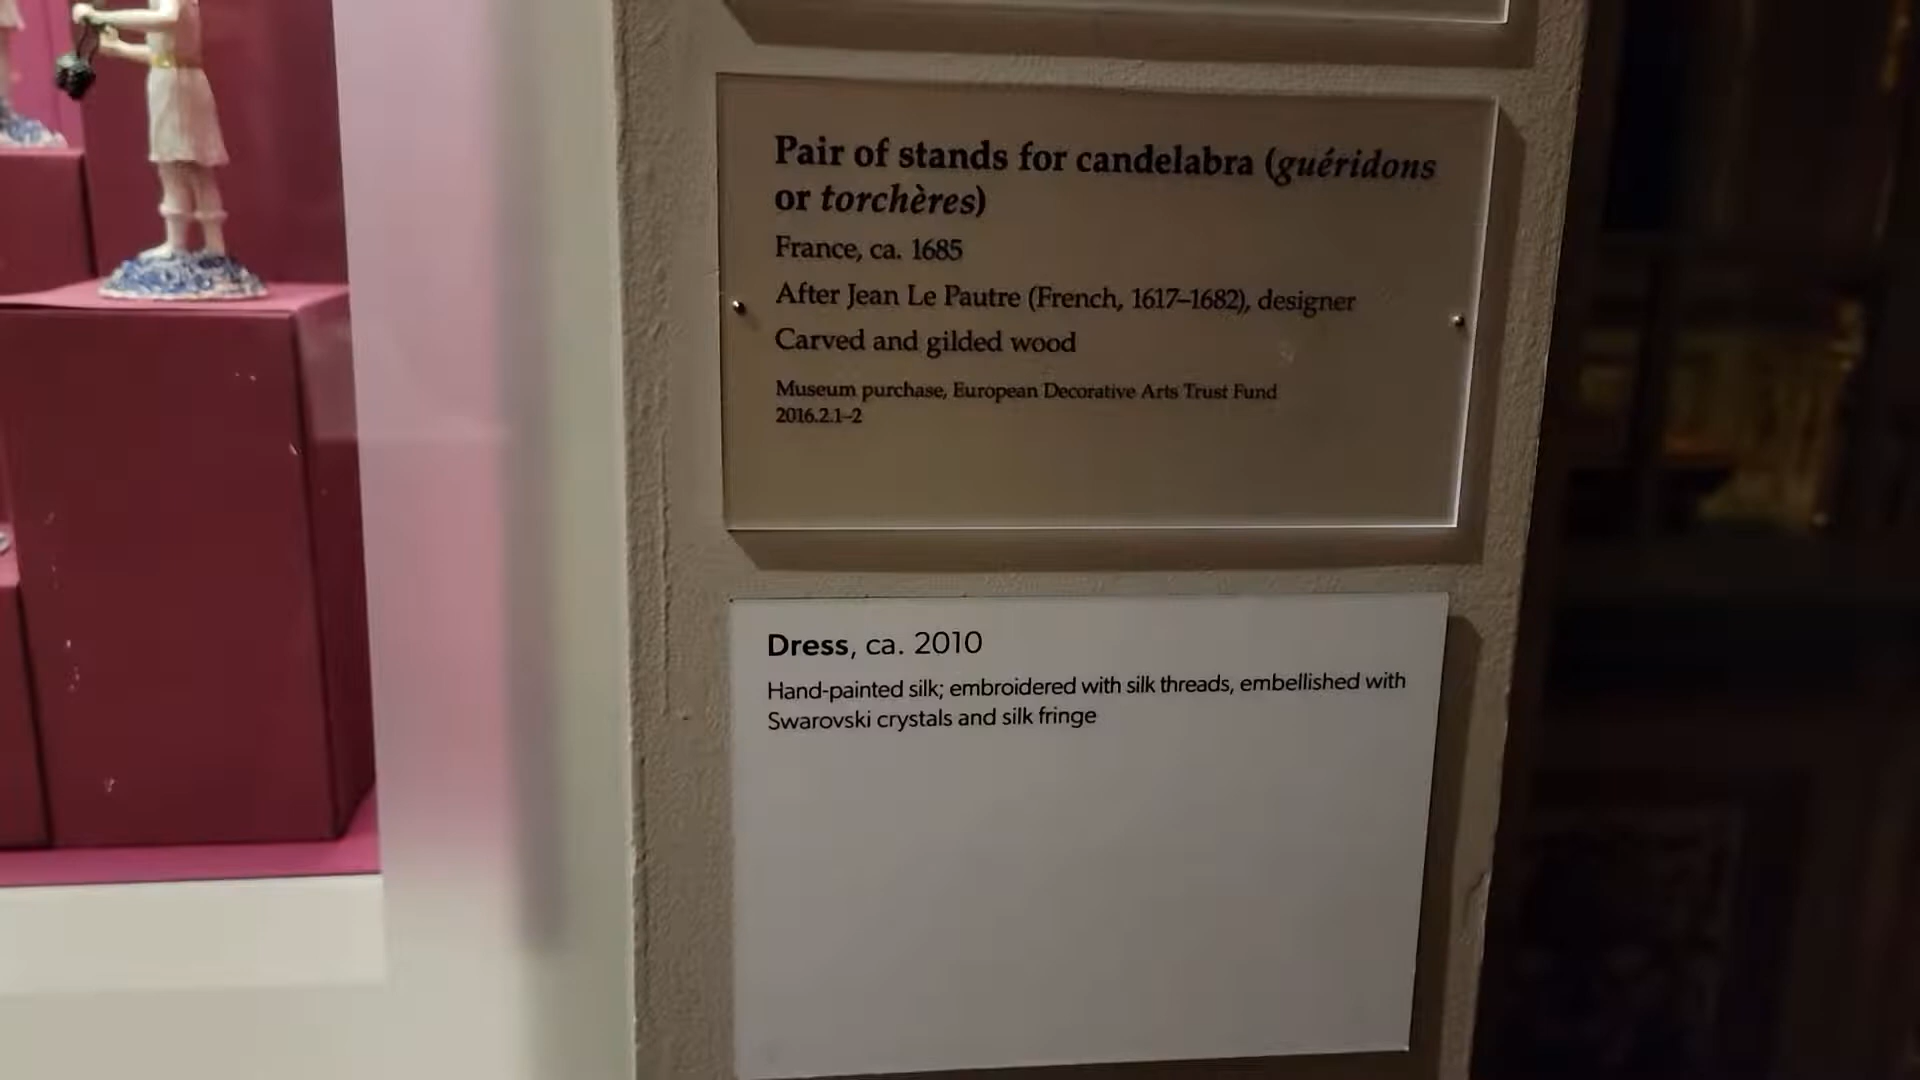 Pair of stands for candelabra (guéridons
or torchères)
France, ca. 1685
After Jean Le Pautre (French, 1617–1682), designer
Carved and gilded wood
Museum purchase, European Decorative Arts Trust Fund
2016.2.1–2
Dress, ca. 2010
Hand-painted silk; embroidered with silk threads, embellished with
Swarovski crystals and silk fringe